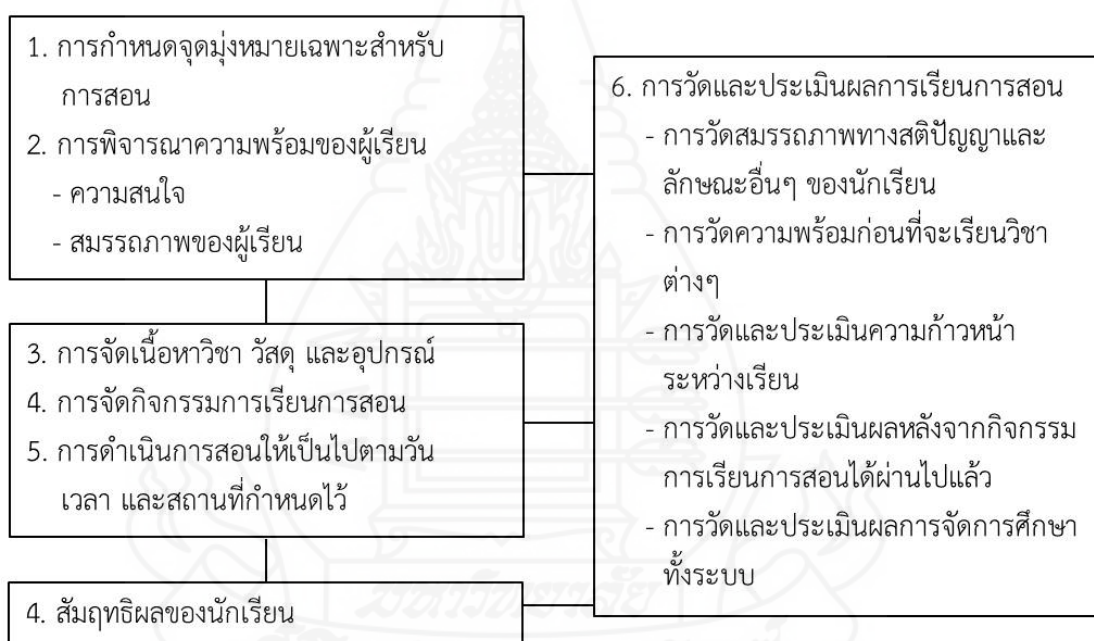 1. การกำหนดจุดมุ่งหมายเฉพาะสำหรับ
การสอน
2. การพิจารณาความพร้อมของผู้เรียน
- ความสนใจ
- สมรรถภาพของผู้เรียน
3. การจัดเนื้อหาวิชา วัสดุ และอุปกรณ์
4. การจัดกิจกรรมการเรียนการสอน
5. การดำเนินการสอนให้เป็นไปตามวัน
เวลา และสถานที่กำหนดไว้
4. สัมฤทธิผลของนักเรียน
6. การวัดและประเมินผลการเรียนการสอน
- การวัดสมรรถภาพทางสติปัญญาและ
ลักษณะอื่นๆ ของนักเรียน
- การวัดความพร้อมก่อนที่จะเรียนวิชา
ต่างๆ
- การวัดและประเมินความก้าวหน้า
ระหว่างเรียน
- การวัดและประเมินผลหลังจากกิจกรรม
การเรียนการสอนได้ผ่านไปแล้ว
- การวัดและประเมินผลการจัดการศึกษา
ทั้งระบบ
มหาวิทยาลัย